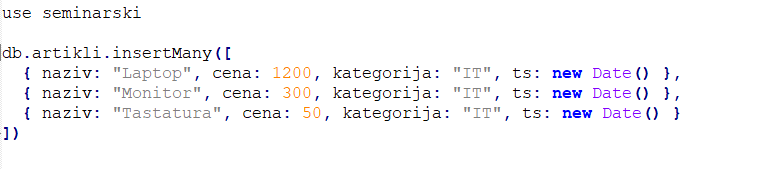 use seminarski
db.artikli.insertMany([
  { naziv: "Laptop", cena: 1200, kategorija: "IT", ts: new Date() },
  { naziv: "Monitor", cena: 300, kategorija: "IT", ts: new Date() },
  { naziv: "Tastatura", cena: 50, kategorija: "IT", ts: new Date() }
])